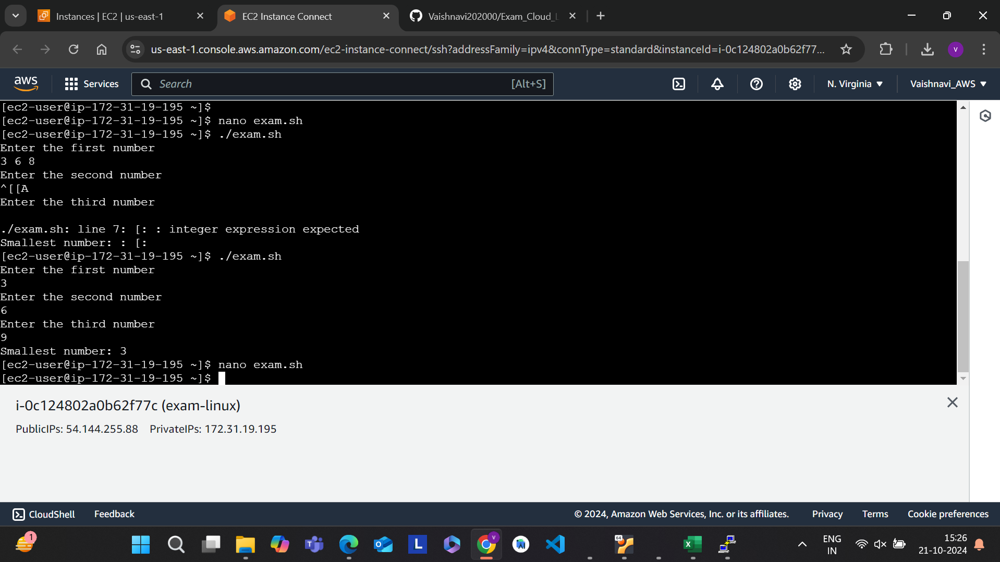 Instances | EC2 | us-east-1
EC2 Instance Connect
Vaishnavi202000/Exam_Cloud_L
us-east-1.console.aws.amazon.com/ec2-instance-connect/ssh?addressFamily=ipv4&connType=standard&instanceId=i-0c124802a0b62f77...
V
aws
Services
Search
[Alt+S]
N. Virginia
Vaishnavi_AWS
[ec2-user@ip-172-31-19-195 ~]$
[ec2-user@ip-172-31-19-195 ~]$ nano exam.sh
[ec2-user@ip-172-31-19-195 ~]$ ./exam.sh
Enter the first number
3 6 8
Enter the second number
^[[A
Enter the third number
./exam.sh: line 7: [: : integer expression expected
Smallest number: : [:
[ec2-user@ip-172-31-19-195 ~]$ ./exam.sh
Enter the first number
3
Enter the second number
6
Enter the third number
9
Smallest number: 3
[ec2-user@ip-172-31-19-195 ~]$ nano exam.sh
[ec2-user@ip-172-31-19-195 ~]$
i-0c124802a0b62f77c (exam-linux)
PublicIPs: 54.144.255.88 PrivateIPs: 172.31.19.195
CloudShell
Feedback
© 2024, Amazon Web Services, Inc. or its affiliates.
Privacy
Terms
Cookie preferences
1
L
V
64
ENG
IN
15:26
21-10-2024